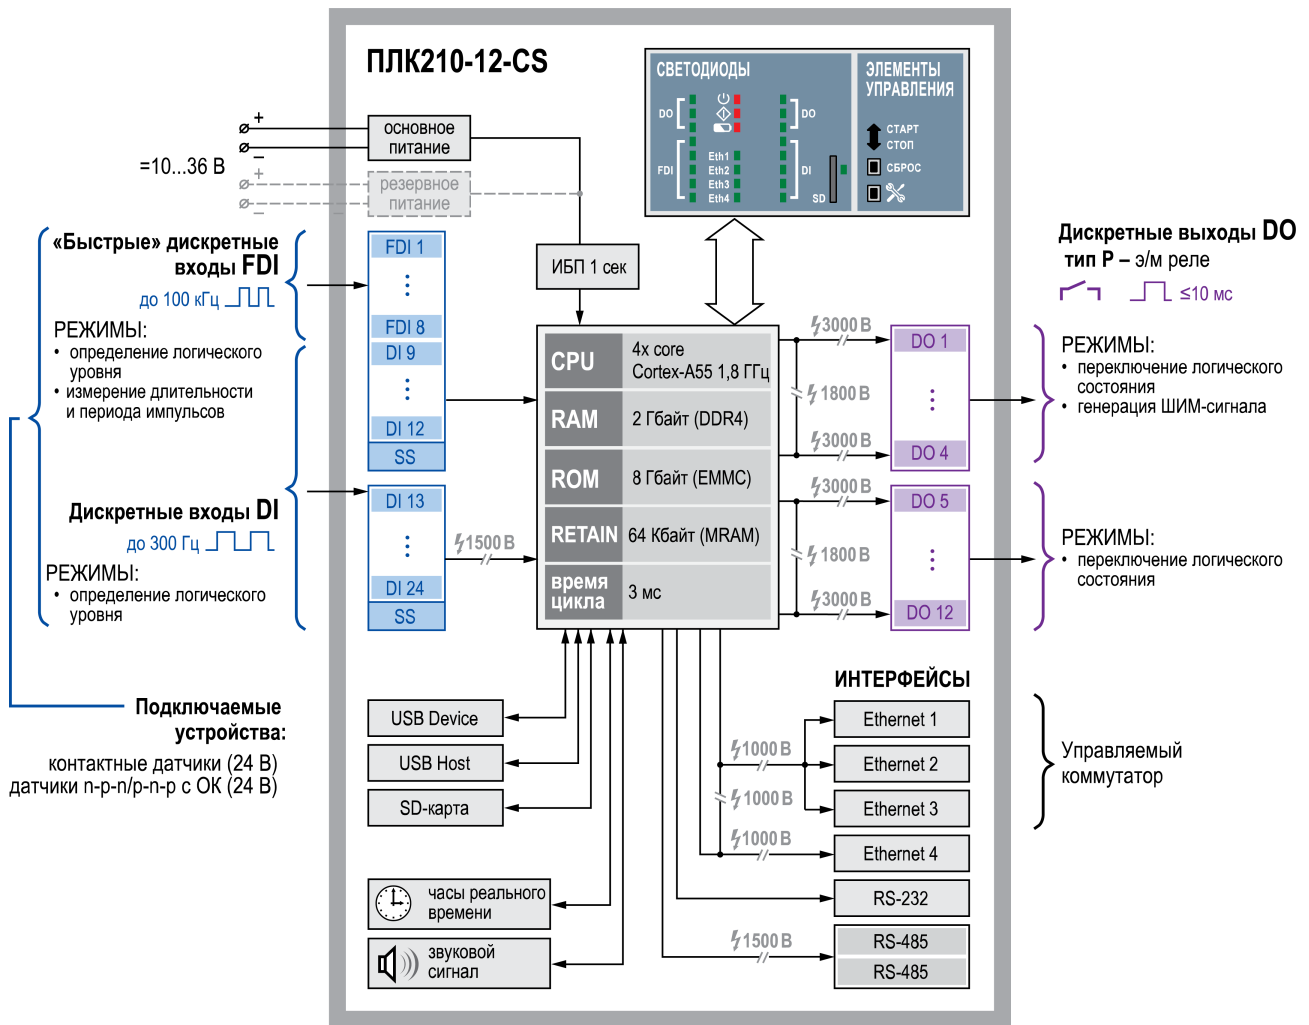 ПЛК210-12-CS
СВЕТОДИОДЫ
DO
DO
FDI
Eth1
Eth2
Eth3
Eth4
DI
SD
ЭЛЕМЕНТЫ
УПРАВЛЕНИЯ
СТАРТ
СТОП
СБРОС
=10...36 В
+
−
+
−
основное
питание
резервное
питание
ИБП 1 сек
«Быстрые» дискретные
входы FDI
до 100 кГц
РЕЖИМЫ:
• определение логического
уровня
• измерение длительности
и периода импульсов
Дискретные входы DI
до 300 Гц
РЕЖИМЫ:
• определение логического
уровня
Подключаемые
устройства:
контактные датчики (24 В)
датчики n-p-n/p-n-p с ОК (24 В)
FDI 1
FDI 8
DI 9
DI 12
SS
DI 13
DI 24
SS
1500 В
CPU
4x core
Cortex-A55 1,8 ГГц
RAM
2 Гбайт (DDR4)
ROM
8 Гбайт (EMMC)
RETAIN
64 Кбайт (MRAM)
время
цикла
3 мс
3000 В
1800 В
3000 В
3000 В
1800 В
3000 В
DO 1
DO 4
DO 5
DO 12
Дискретные выходы DO
тип Р – э/м реле
≤10 мс
РЕЖИМЫ:
• переключение логического
состояния
• генерация ШИМ-сигнала
РЕЖИМЫ:
• переключение логического
состояния
USB Device
USB Host
SD-карта
часы реального
времени
звуковой
сигнал
ИНТЕРФЕЙСЫ
1000 В
1000 В
1000 В
1500 В
Ethernet 1
Ethernet 2
Ethernet 3
Ethernet 4
RS-232
RS-485
RS-485
Управляемый
коммутатор